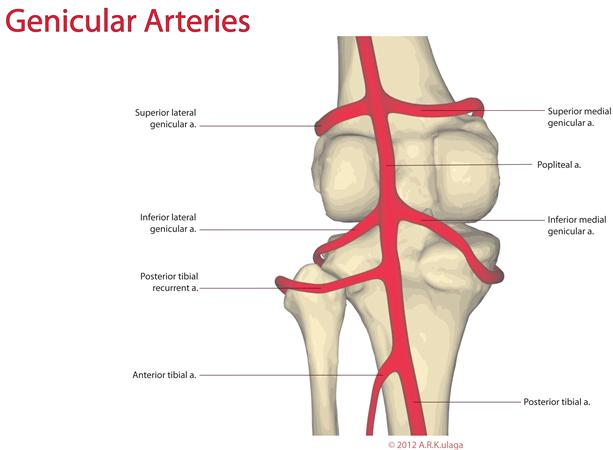 Genicular Arteries
Superior lateral
genicular a.
Superior medial
genicular a.
Popliteal a.
Inferior lateral
genicular a.
Inferior medial
genicular a.
Posterior tibial
recurrent a.
Anterior tibial a.
Posterior tibial a.
© 2012 A.R.K.ulaga